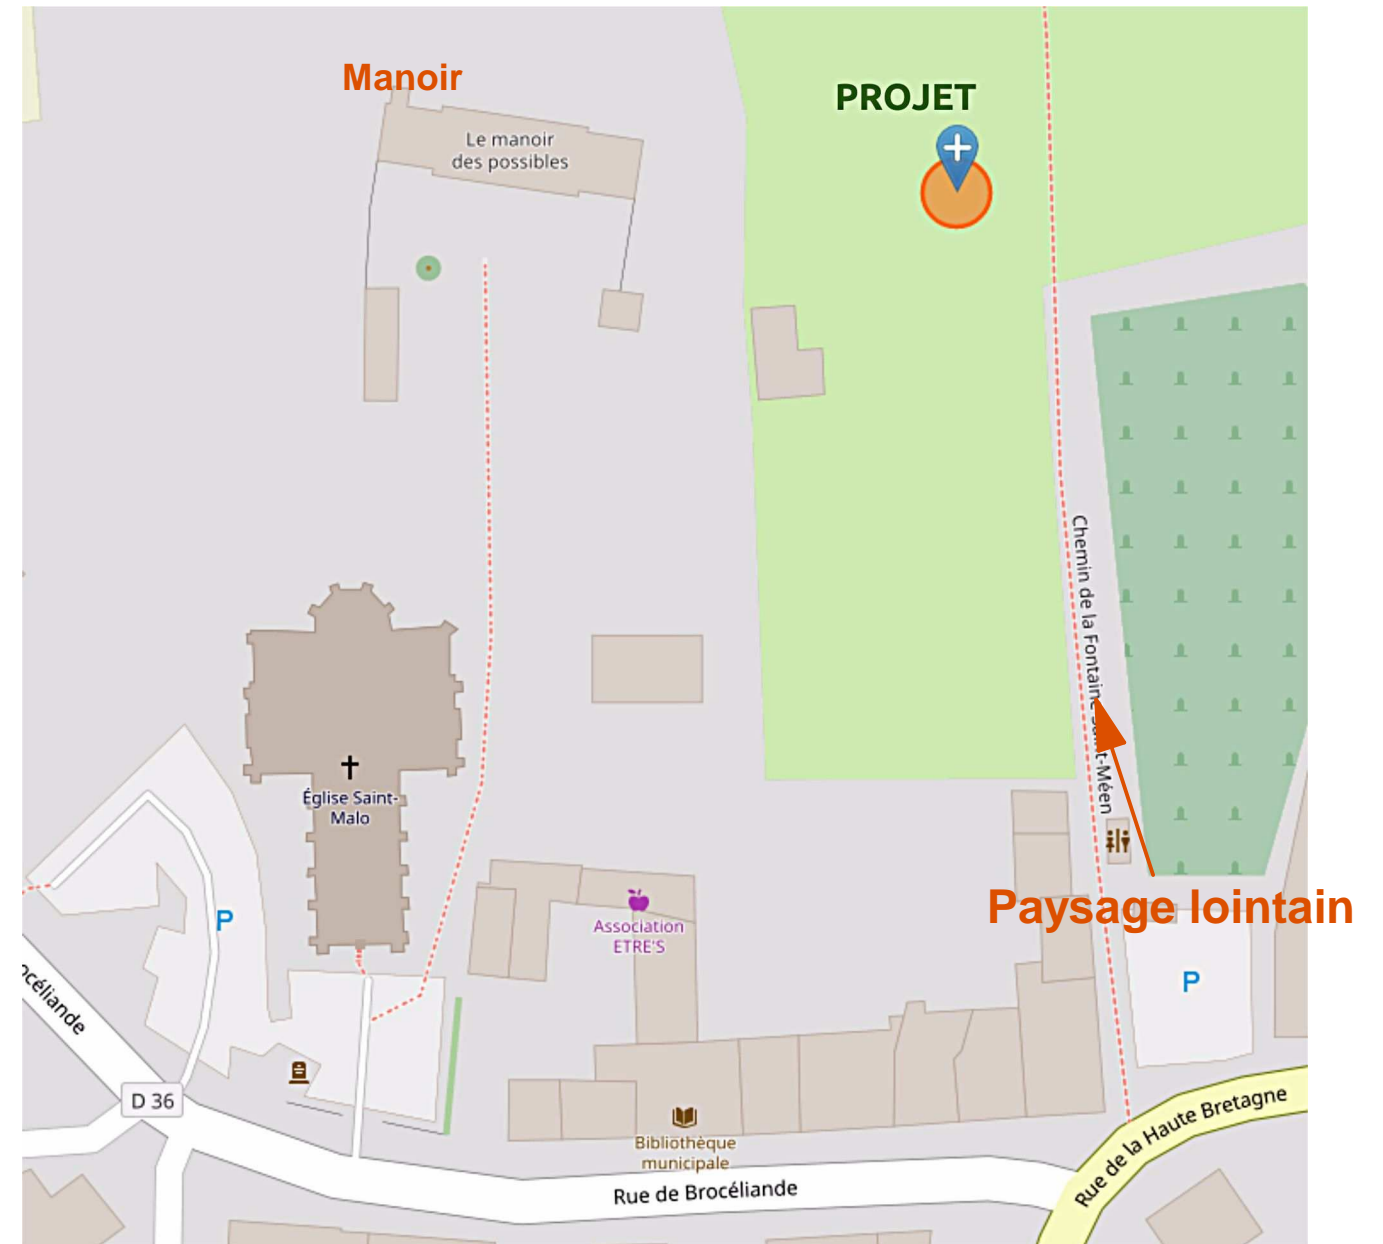 Manoir
PROJET
Le manoir
des possibles
Chemin de la Fontaine Saint-Méen
Église Saint-
Malo
P
Association
ETRE'S
Paysage lointain
P
océliande
D 36
Bibliothèque
municipale
Rue de Brocéliande
Rue de la Haute Bretagne